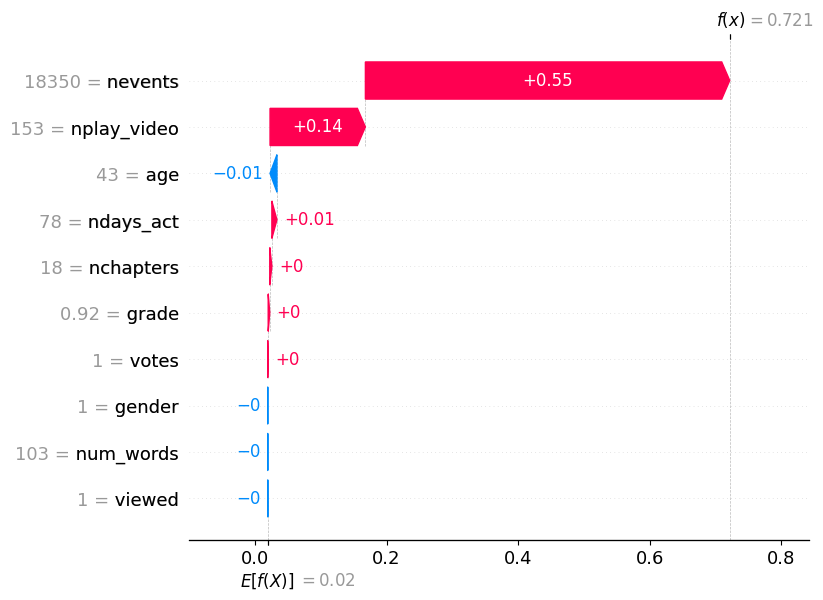 f(x) = 0.721
18350 = nevents
+0.55
153 = nplay_video
+0.14
43 = age
−0.01
78 = ndays_act
+0.01
18 = nchapters
+0
0.92 = grade
+0
1 = votes
+0
1 = gender
−0
103 = num_words
−0
1 = viewed
−0
0.0 0.2 0.4 0.6 0.8
E[f(X)] = 0.02